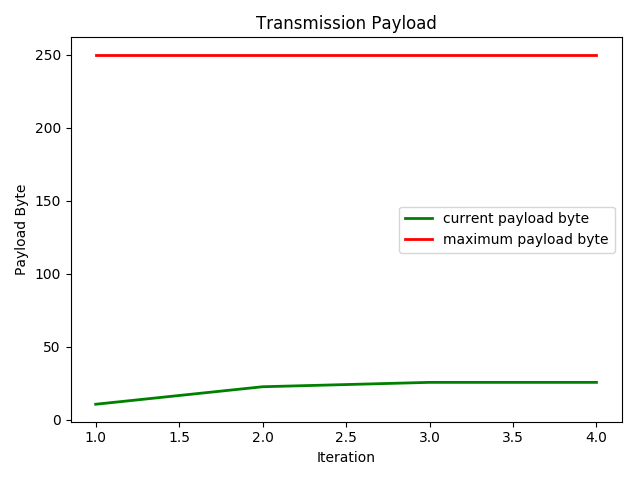 Transmission Payload
Payload Byte
250
200
150
100
50
0
current payload byte
maximum payload byte
1.0 1.5 2.0 2.5 3.0 3.5 4.0
Iteration